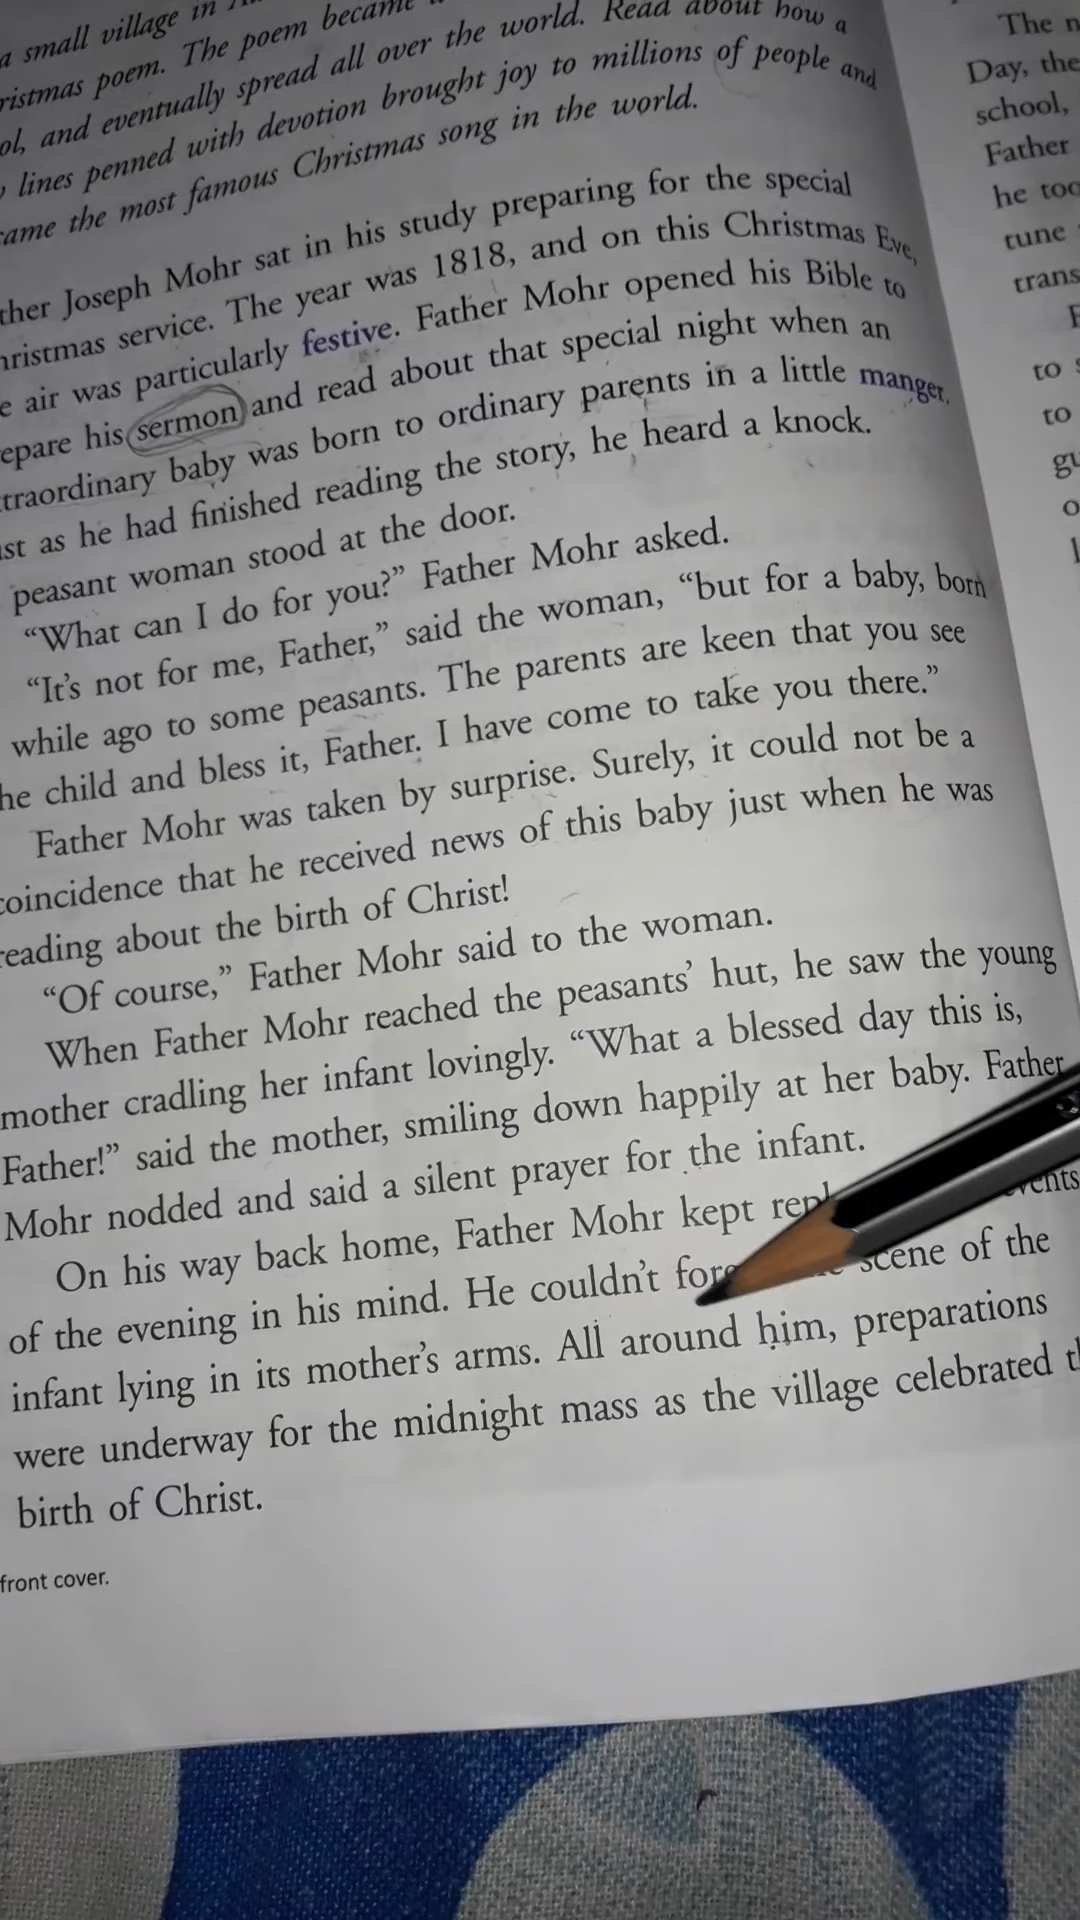 a small village in
ristmas poem. The poem became
ol, and eventually spread all over the world. Read about how a
lines penned with devotion brought joy to millions of people and
ame the most famous Christmas song in the world.
ther Joseph Mohr sat in his study preparing for the special
hristmas service. The year was 1818, and on this Christmas Eve,
e air was particularly festive. Father Mohr opened his Bible to
epare his sermon and read about that special night when an
traordinary baby was born to ordinary parents in a little manger.
ust as he had finished reading the story, he heard a knock.
peasant woman stood at the door.
“What can I do for you?” Father Mohr asked.
“It’s not for me, Father,” said the woman, “but for a baby, born
while ago to some peasants. The parents are keen that you see
he child and bless it, Father. I have come to take you there.”
Father Mohr was taken by surprise. Surely, it could not be a
coincidence that he received news of this baby just when he was
reading about the birth of Christ!
“Of course,” Father Mohr said to the woman.
When Father Mohr reached the peasants’ hut, he saw the young
mother cradling her infant lovingly. “What a blessed day this is,
Father!” said the mother, smiling down happily at her baby. Father
Mohr nodded and said a silent prayer for the infant.
On his way back home, Father Mohr kept repl vents
of the evening in his mind. He couldn’t forg scene of the
infant lying in its mother’s arms. All around him, preparations
were underway for the midnight mass as the village celebrated th
birth of Christ.
front cover.
The n
Day, the
school,
Father
he too
tune
trans
to
to
gu